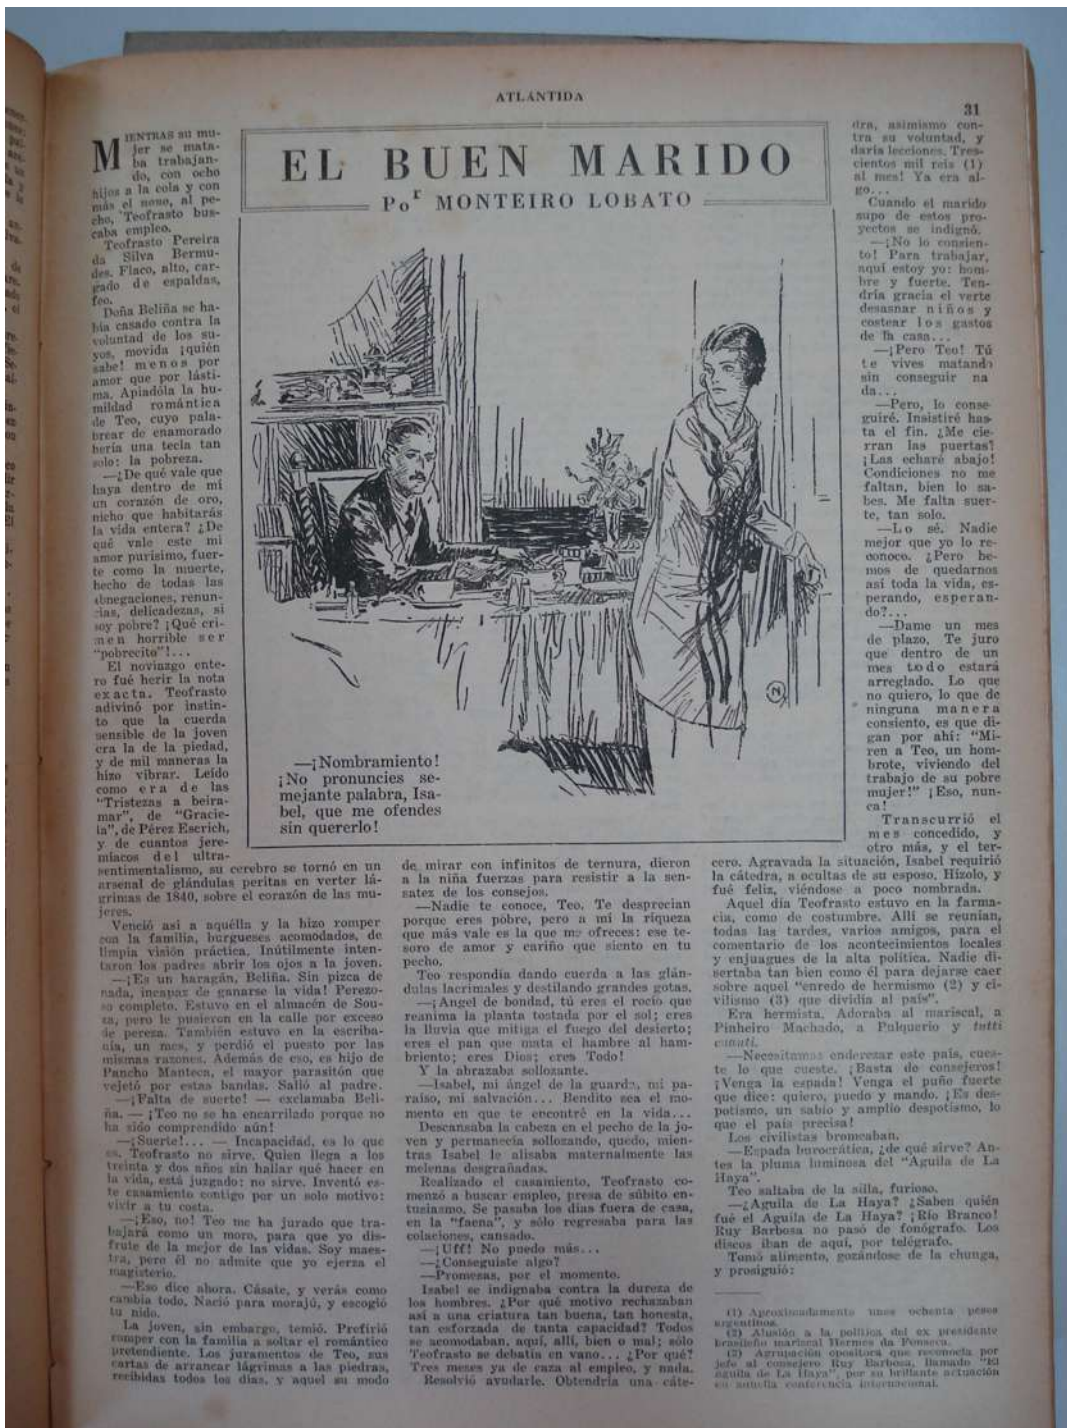 ATLÁNTIDA
31
EL BUEN MARIDO
Por MONTEIRO LOBATO
MIENTRAS su mu-
jer se mata-
ba trabajan-
do, con ocho
hijos a la cola y con
más el nono, al pe-
cho, Teofrasto bus-
caba empleo.
Teofrasto Pereira
da Silva Bermu-
des. Flaco, alto, car-
gado de espaldas,
feo.
Doña Beliña se ha-
bía casado contra la
voluntad de los su-
yos, movida ¡quién
sabe! menos por
amor que por lásti-
ma. Apiadóla la hu-
mildad romántica
de Teo, cuyo pala-
brear de enamorado
hería una tecla tan
solo: la pobreza.
—¿De qué vale que
haya dentro de mí
un corazón de oro,
nicho que habitarás
la vida entera? ¿De
qué vale este mi
amor purísimo, fuer-
te como la muerte,
hecho de todas las
abnegaciones, renun-
cias, delicadezas, si
soy pobre? ¡Qué cri-
men horrible ser
"pobrecito"!...
El noviazgo ente-
ro fué herir la nota
exacta. Teofrasto
adivinó por instin-
to que la cuerda
sensible de la joven
era la de la piedad,
y de mil maneras la
hizo vibrar. Leído
como era de las
"Tristezas a beira-
mar", de "Gracie-
la", de Pérez Escrich,
y de cuantos jere-
míacos del ultra-
sentimentalismo, su cerebro se tornó en un
arsenal de glándulas peritas en verter lá-
grimas de 1840, sobre el corazón de las mu-
jeres.
Venció así a aquélla y la hizo romper
con la familia, burgueses acomodados, de
limpia visión práctica. Inútilmente inten-
taron los padres abrir los ojos a la joven.
—¡Es un haragán, Beliña. Sin pizca de
nada, incapaz de ganarse la vida! Perezo-
so completo. Estuvo en el almacén de Sou-
za, pero le pusieron en la calle por exceso
de pereza. También estuvo en la escriba-
nía, un mes, y perdió el puesto por las
mismas razones. Además de eso, es hijo de
Pancho Manteca, el mayor parasitón que
vejetó por estas bandas. Salió al padre.
—¡Falta de suerte! — exclamaba Beli-
ña. — ¡Teo no se ha encarrilado porque no
ha sido comprendido aún!
—¡Suerte!... — Incapacidad, es lo que
es. Teofrasto no sirve. Quien llega a los
treinta y dos años sin hallar qué hacer en
la vida, está juzgado: no sirve. Inventó es-
te casamiento contigo por un solo motivo:
vivir a tu costa.
—¡Eso, no! Teo me ha jurado que tra-
bajará como un moro, para que yo dis-
frute de la mejor de las vidas. Soy maes-
tra, pero él no admite que yo ejerza el
magisterio.
—Eso dice ahora. Cásate, y verás como
cambia todo. Nació para morajú, y escogió
tu nido.
La joven, sin embargo, temió. Prefirió
romper con la familia a soltar el romántico
pretendiente. Los juramentos de Teo, sus
cartas de arrancar lágrimas a las piedras,
recibidas todos los días, y aquel su modo
—¡Nombramiento!
¡No pronuncies se-
mejante palabra, Isa-
bel, que me ofendes
sin quererlo!
de mirar con infinitos de ternura, dieron
a la niña fuerzas para resistir a la sen-
satez de los consejos.
—Nadie te conoce, Teo. Te desprecian
porque eres pobre, pero a mí la riqueza
que más vale es la que me ofreces: ese te-
soro de amor y cariño que siento en tu
pecho.
Teo respondía dando cuerda a las glán-
dulas lacrimales y destilando grandes gotas.
—¡Angel de bondad, tú eres el rocío que
reanima la planta tostada por el sol; eres
la lluvia que mitiga el fuego del desierto;
eres el pan que mata el hambre al ham-
briento; eres Dios; eres Todo!
Y la abrazaba sollozante.
—Isabel, mi ángel de la guarda, mi pa-
raíso, mi salvación... Bendito sea el mo-
mento en que te encontré en la vida...
Descansaba la cabeza en el pecho de la jo-
ven y permanecía sollozando, quedo, mien-
tras Isabel le alisaba maternalmente las
melenas desgrañadas.
Realizado el casamiento, Teofrasto co-
menzó a buscar empleo, presa de súbito en-
tusiasmo. Se pasaba los días fuera de casa,
en la "faena", y sólo regresaba para las
colaciones, cansado.
—¡Uff! No puedo más...
—¿Conseguiste algo?
—Promesas, por el momento.
Isabel se indignaba contra la dureza de
los hombres. ¿Por qué motivo rechazaban
así a una criatura tan buena, tan honesta,
tan esforzada de tanta capacidad? Todos
se acomodaban, aquí, allí, bien o mal; sólo
Teofrasto se debatía en vano... ¿Por qué?
Tres meses ya de caza al empleo, y nada.
Resolvió ayudarle. Obtendría una cáte-
dra, asimismo con-
tra su voluntad, y
daría lecciones. Tres-
cientos mil reis (1)
al mes! Ya era al-
go...
Cuando el marido
supo de estos pro-
yectos se indignó.
—¡No lo consien-
to! Para trabajar,
aquí estoy yo: hom-
bre y fuerte. Ten-
dría gracia el verte
desasnar niños y
costear los gastos
de la casa...
—¡Pero Teo! Tú
te vives matando
sin conseguir na
da...
—Pero, lo conse-
guiré. Insistiré has-
ta el fin. ¿Me cie-
rran las puertas?
¡Las echaré abajo!
Condiciones no me
faltan, bien lo sa-
bes. Me falta suer-
te, tan solo.
—Lo sé. Nadie
mejor que yo lo re-
conoco. ¿Pero he-
mos de quedarnos
así toda la vida, es-
perando, esperan-
do?...
—Dame un mes
de plazo. Te juro
que dentro de un
mes todo estará
arreglado. Lo que
no quiero, lo que de
ninguna manera
consiento, es que di-
gan por ahí: "Mi-
ren a Teo, un hom-
brote, viviendo del
trabajo de su pobre
mujer!" ¡Eso, nun-
ca!
Transcurrió el
mes concedido, y
otro más, y el ter-
cero. Agravada la situación, Isabel requirió
la cátedra, a ocultas de su esposo. Hízolo, y
fué feliz, viéndose a poco nombrada.
Aquel día Teofrasto estuvo en la farma-
cia, como de costumbre. Allí se reunían,
todas las tardes, varios amigos, para el
comentario de los acontecimientos locales
y enjuagues de la alta política. Nadie di-
sertaba tan bien como él para dejarse caer
sobre aquel "enredo de hermismo (2) y ci-
vilismo (3) que dividía al país".
Era hermista. Adoraba al mariscal, a
Pinheiro Machado, a Pulquerio y tutti
cuanti.
—Necesitamos enderezar este país, cues-
te lo que cueste. ¡Basta de consejeros!
¡Venga la espada! Venga el puño fuerte
que dice: quiero, puedo y mando. ¡Es des-
potismo, un sabio y amplio despotismo, lo
que el país precisa!
Los civilistas bromeaban.
—Espada burocrática, ¿de qué sirve? An-
tes la pluma luminosa del "Aguila de La
Haya".
Teo saltaba de la silla, furioso.
—¿Aguila de La Haya? ¿Saben quién
fué el Aguila de La Haya? ¡Río Branco!
Ruy Barbosa no pasó de fonógrafo. Los
discos iban de aquí, por telégrafo.
Tomó alimento, gozándose de la chunga,
y prosiguió:
(1) Aproximadamente unos ochenta pesos
argentinos.
(2) Alusión a la política del ex presidente
brasileño mariscal Hermes da Fonseca.
(3) Agrupación opositora que reconocía por
jefe al consejero Ruy Barbosa, llamado "El
águila de La Haya", por su brillante actuación
en aquella conferencia internacional.